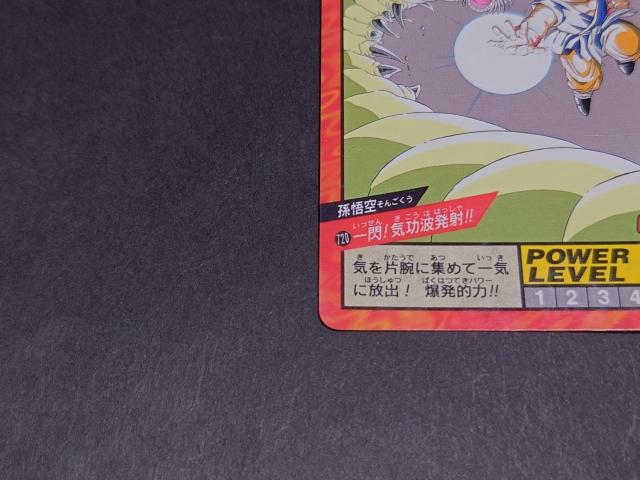 孫悟空そんごくう
いっせん きこうは はっしゃ
720 一閃!気功波発射!!
き かたうで あつ いっき
気を片腕に集めて一気
ほうしゅつ ばくはつてきパワー
に放出! 爆発的力!!
POWER
LEVEL
1 2 3 4